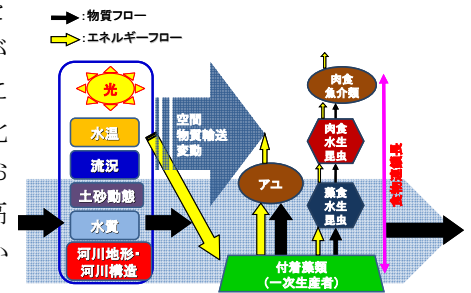 :物質フロー
:エネルギーフロー
光
水温
流況
土砂動態
水質
河川地形・
河川構造
空間
物質輸送
変動
アユ
肉食
魚介類
肉食
水生
昆虫
藻食
水生
昆虫
付着藻類
(一次生産者)